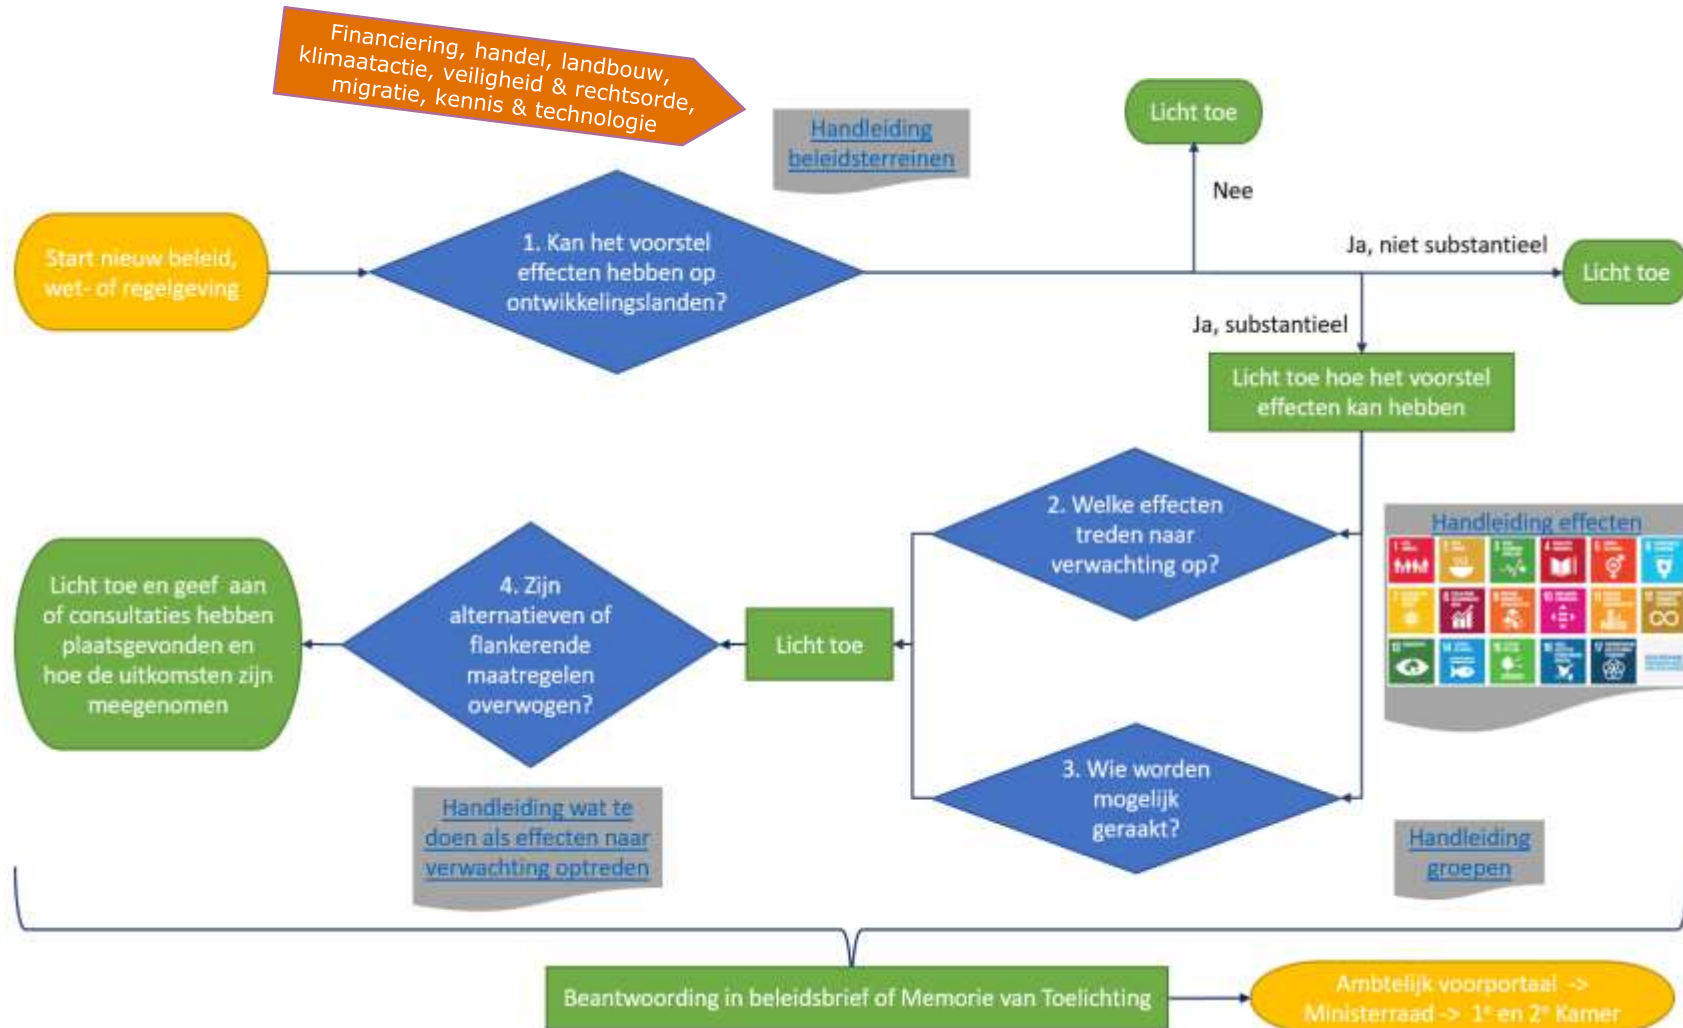 Financiering, handel, landbouw,
klimaatactie, veiligheid & rechtsorde,
migratie, kennis & technologie
Handleiding
beleidsterreinen
Licht toe
Nee
Start nieuw beleid,
wet- of regelgeving
1. Kan het voorstel
effecten hebben op
ontwikkelingslanden?
Ja, niet substantieel
Licht toe
Ja, substantieel
Licht toe hoe het voorstel
effecten kan hebben
2. Welke effecten
treden naar
verwachting op?
Handleiding effecten
Licht toe en geef aan
of consultaties hebben
plaatsgevonden en
hoe de uitkomsten zijn
meegenomen
4. Zijn
alternatieven of
flankerende
maatregelen
overwogen?
Licht toe
3. Wie worden
mogelijk
geraakt?
Handleiding wat te
doen als effecten naar
verwachting optreden
Handleiding
groepen
Beantwoording in beleidsbrief of Memorie van Toelichting
Ambtelijk voorportaal ->
Ministerraad -> 1e en 2e Kamer